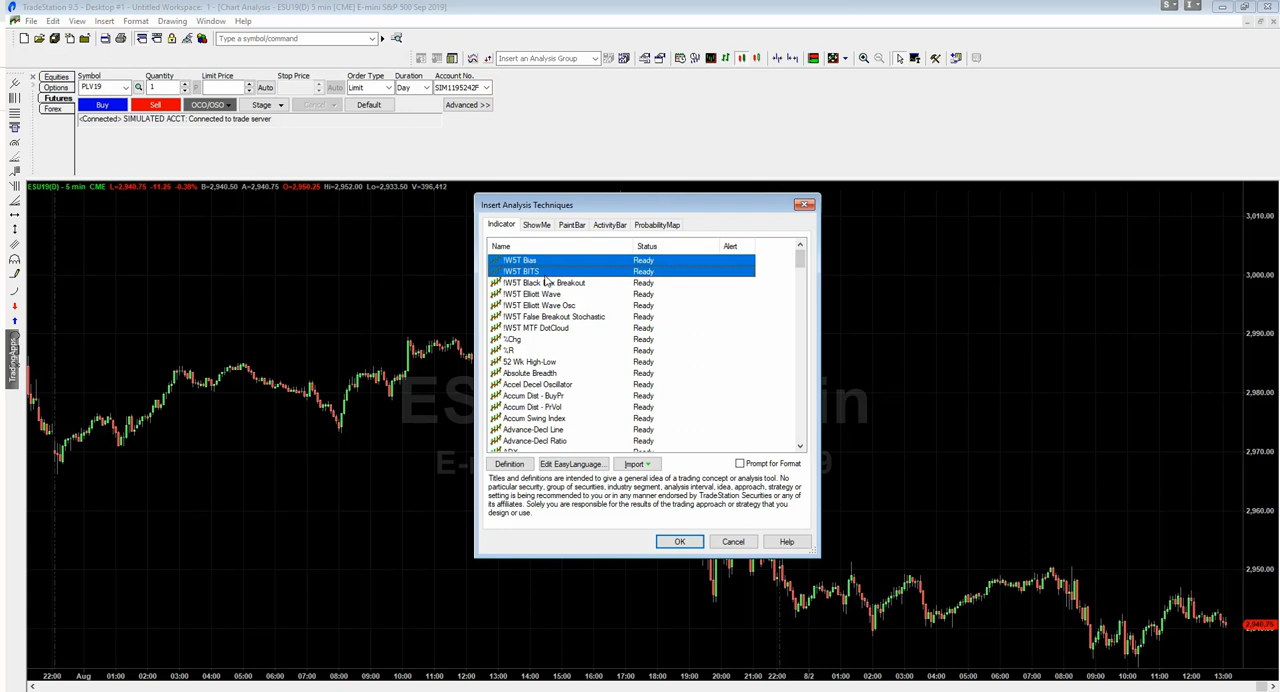 TradeStation 9.5 - Desktop #1 - Untitled Workspace: 1 - [Chart Analysis - ESU19(D) 5 min [CME] E-mini S&P 500 Sep 2019]
File Edit View Insert Format Drawing Window Help
Type a symbol/command
Insert an Analysis Group
Equities
Options
Futures
Forex
Symbol Quantity Limit Price Stop Price Order Type Duration Account No.
PLV19 1 Auto Auto Limit Day SIM1195242F
Buy Sell OCO/OSO Stage Cancel Default Advanced >>
<Connected> SIMULATED ACCT: Connected to trade server
TradingApps
ESU19(D) - 5 min CME L=2,940.75 -11.25 -0.38% B=2,940.50 A=2,940.75 O=2,950.25 Hi=2,952.00 Lo=2,933.50 V=396,412
Insert Analysis Techniques
Indicator ShowMe PaintBar ActivityBar ProbabilityMap
Name Status Alert
!W5T Bias Ready
!W5T BITS Ready
!W5T Black Box Breakout Ready
!W5T Elliott Wave Ready
!W5T Elliott Wave Osc Ready
!W5T False Breakout Stochastic Ready
!W5T MTF DotCloud Ready
%Chg Ready
%R Ready
52 Wk High-Low Ready
Absolute Breadth Ready
Accel Decel Oscillator Ready
Accum Dist - BuyPr Ready
Accum Dist - PrVol Ready
Accum Swing Index Ready
Advance-Decl Line Ready
Advance-Decl Ratio Ready
ADX
Definition Edit EasyLanguage... Import Prompt for Format
Titles and definitions are intended to give a general idea of a trading concept or analysis tool. No
particular security, group of securities, industry segment, analysis interval, idea, approach, strategy or
setting is being recommended to you or in any manner endorsed by TradeStation Securities or any of
its affiliates. Solely you are responsible for the results of the trading approach or strategy that you
design or use.
OK Cancel Help
3,010.00
3,000.00
2,990.00
2,980.00
2,970.00
2,960.00
2,950.00
2,940.75
22:00 Aug 01:00 02:00 03:00 04:00 05:00 06:00 07:00 08:00 09:00 10:00 11:00 12:00 13:00 14:00 15:00 16:00 17:00 18:00 19:00 20:00 21:00 22:00 8/2 01:00 02:00 03:00 04:00 05:00 06:00 07:00 08:00 09:00 10:00 11:00 12:00 13:00